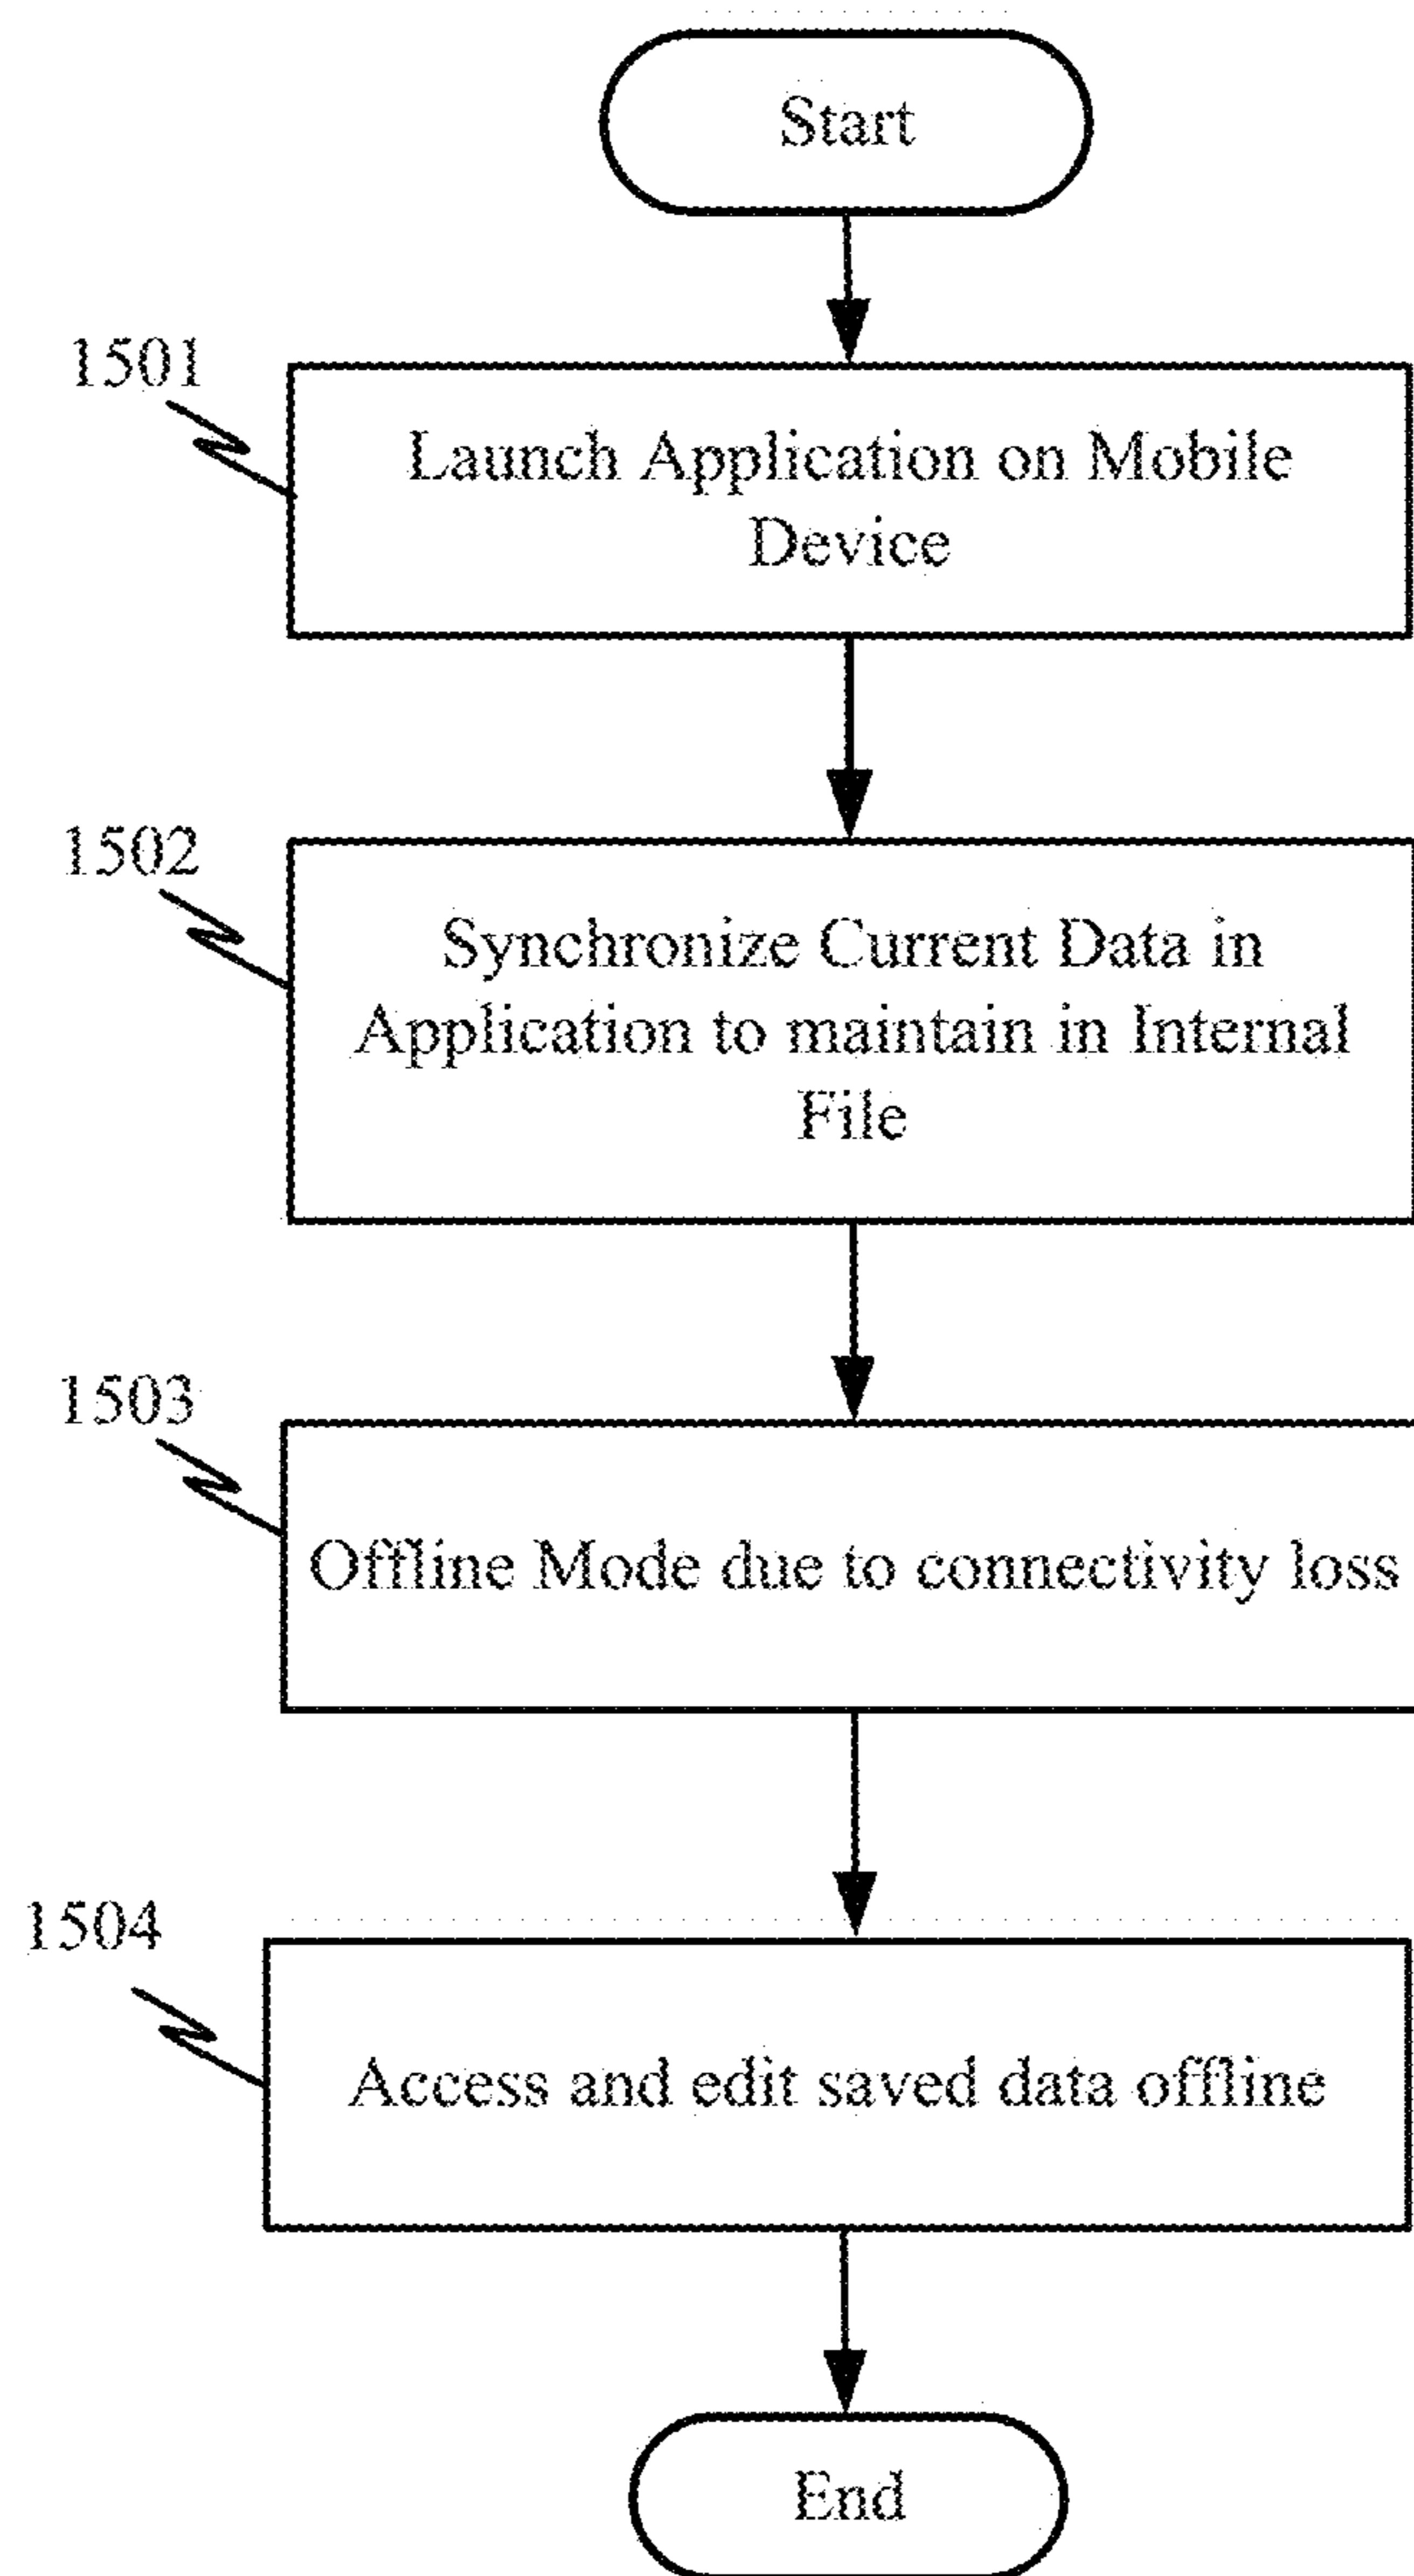 Start
1501
Launch Application on Mobile
Device
1502
Synchronize Current Data in
Application to maintain in Internal
File
1503
Offline Mode due to connectivity loss
1504
Access and edit saved data offline
End